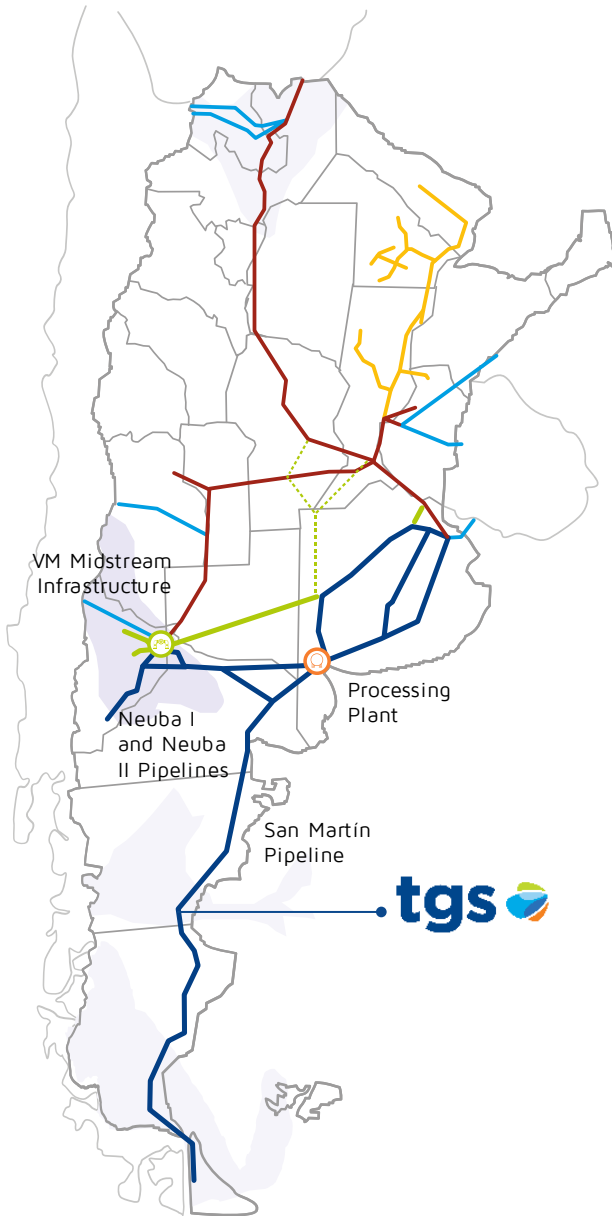 VM Midstream
Infrastructure
Processing
Plant
Neuba I
and Neuba
II Pipelines
San Martín
Pipeline
tgs